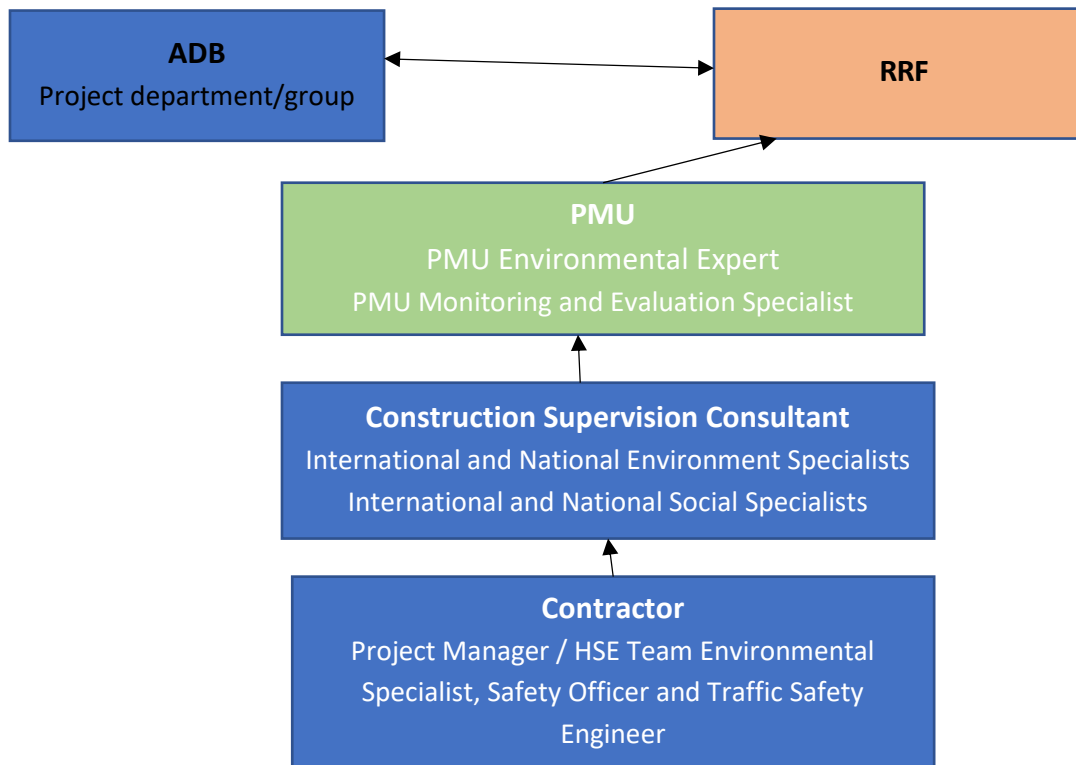 ADB
Project department/group
RRF
PMU
PMU Environmental Expert
PMU Monitoring and Evaluation Specialist
Construction Supervision Consultant
International and National Environment Specialists
International and National Social Specialists
Contractor
Project Manager / HSE Team Environmental
Specialist, Safety Officer and Traffic Safety
Engineer